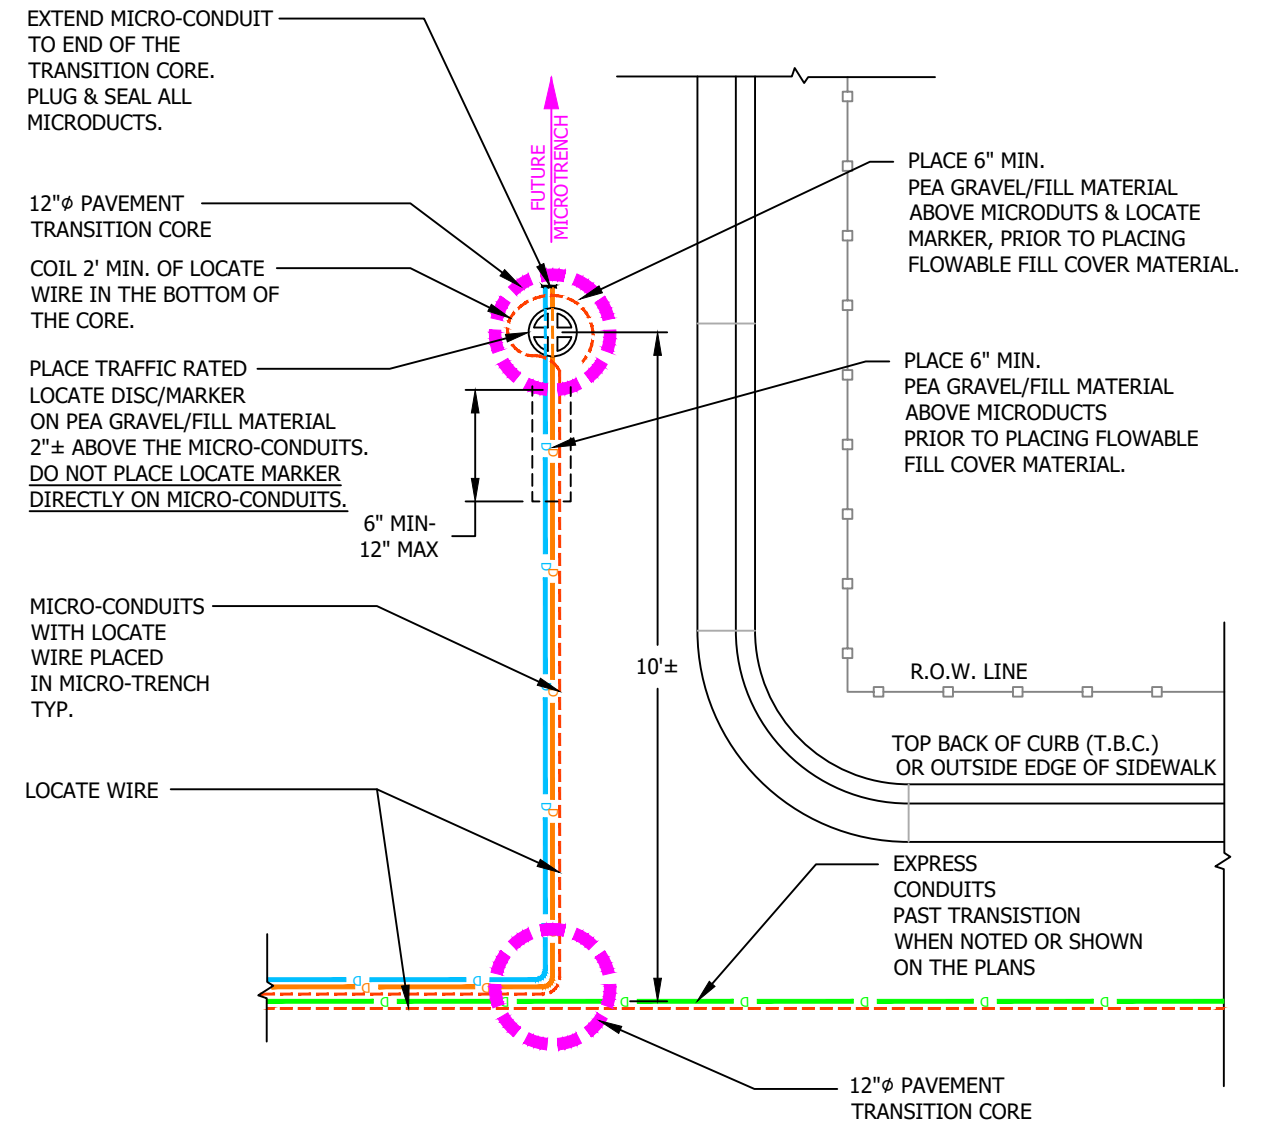 EXTEND MICRO-CONDUIT
TO END OF THE
TRANSITION CORE.
PLUG & SEAL ALL
MICRODUCTS.
FUTURE
MICROTRENCH
PLACE 6" MIN.
PEA GRAVEL/FILL MATERIAL
ABOVE MICRODUTS & LOCATE
MARKER, PRIOR TO PLACING
FLOWABLE FILL COVER MATERIAL.
12"ø PAVEMENT
TRANSITION CORE
COIL 2' MIN. OF LOCATE
WIRE IN THE BOTTOM OF
THE CORE.
PLACE TRAFFIC RATED
LOCATE DISC/MARKER
ON PEA GRAVEL/FILL MATERIAL
2"± ABOVE THE MICRO-CONDUITS.
DO NOT PLACE LOCATE MARKER
DIRECTLY ON MICRO-CONDUITS.
PLACE 6" MIN.
PEA GRAVEL/FILL MATERIAL
ABOVE MICRODUCTS
PRIOR TO PLACING FLOWABLE
FILL COVER MATERIAL.
6" MIN-
12" MAX
MICRO-CONDUITS
WITH LOCATE
WIRE PLACED
IN MICRO-TRENCH
TYP.
10'±
R.O.W. LINE
TOP BACK OF CURB (T.B.C.)
OR OUTSIDE EDGE OF SIDEWALK
LOCATE WIRE
EXPRESS
CONDUITS
PAST TRANSISTION
WHEN NOTED OR SHOWN
ON THE PLANS
12"ø PAVEMENT
TRANSITION CORE